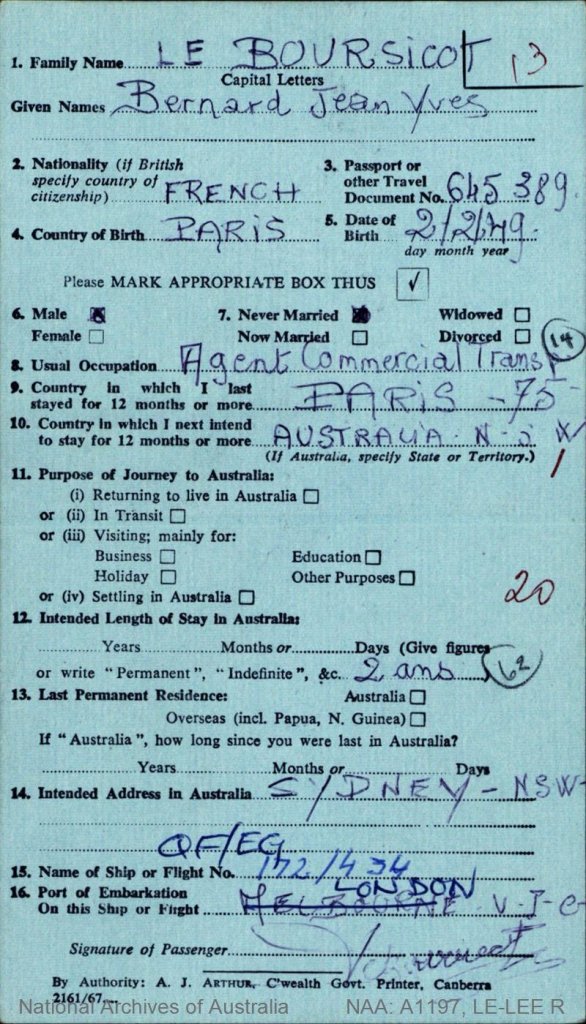 1. Family Name LE BOURSICOT 13
Capital Letters
Given Names Bernard Jean Yves
2. Nationality (if British specify country of citizenship) FRENCH
3. Passport or other Travel Document No. 645 389
4. Country of Birth PARIS
5. Date of Birth 2/2/49.
day month year
Please MARK APPROPRIATE BOX THUS ✓
6. Male 7. Never Married Widowed
Female Now Married Divorced
14
8. Usual Occupation Agent Commercial Transp
9. Country in which I last
stayed for 12 months or more PARIS - 75
10. Country in which I next intend
to stay for 12 months or more AUSTRALIA. N-S W
(If Australia, specify State or Territory.) 1
11. Purpose of Journey to Australia:
(i) Returning to live in Australia
or (ii) In Transit
or (iii) Visiting; mainly for:
Business Education
Holiday Other Purposes
or (iv) Settling in Australia 20
12. Intended Length of Stay in Australia:
Years Months or Days (Give figures
or write "Permanent", "Indefinite", &c. 2 ans ) 62
13. Last Permanent Residence: Australia
Overseas (incl. Papua, N. Guinea)
If "Australia", how long since you were last in Australia?
Years Months or Days
14. Intended Address in Australia SYDNEY - NSW-
QF/EG
15. Name of Ship or Flight No. 172/434
16. Port of Embarkation LONDON
On this Ship or Flight MELBOURNE V-I-C-
Signature of Passenger
By Authority: A. J. ARTHUR, C'wealth Govt. Printer, Canberra
2161/67
National Archives of Australia NAA: A1197, LE-LEE R